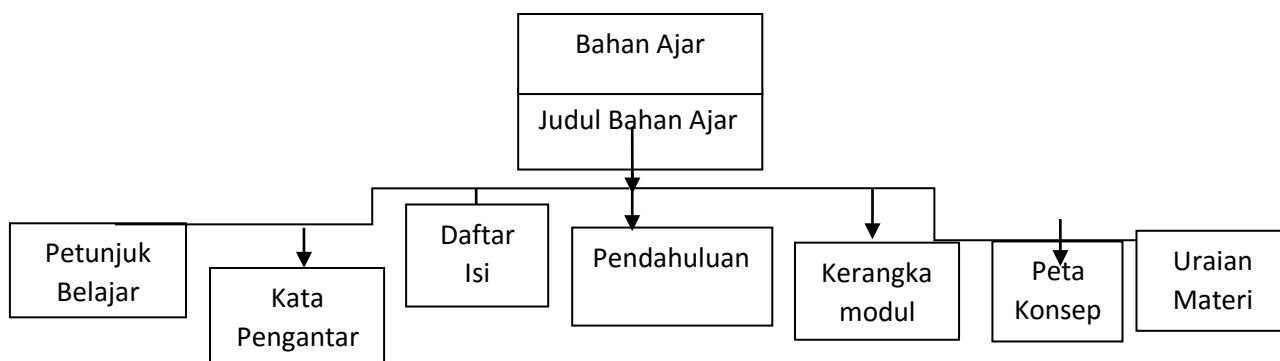 Bahan Ajar
Judul Bahan Ajar
Petunjuk
Belajar
Kata
Pengantar
Daftar
Isi
Pendahuluan
Kerangka
modul
Peta
Konsep
Uraian
Materi